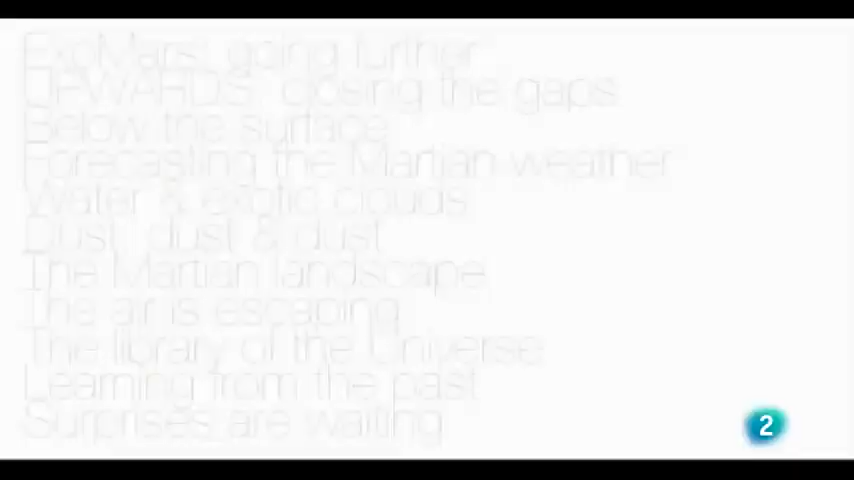 ExoMars: going further
UPWARDS: closing the gaps
Below the surface
Forecasting the Martian weather
Water & exotic clouds
Dust, dust & dust
The Martian landscape
The air is escaping
The library of the Universe
Learning from the past
Surprises are waiting
2